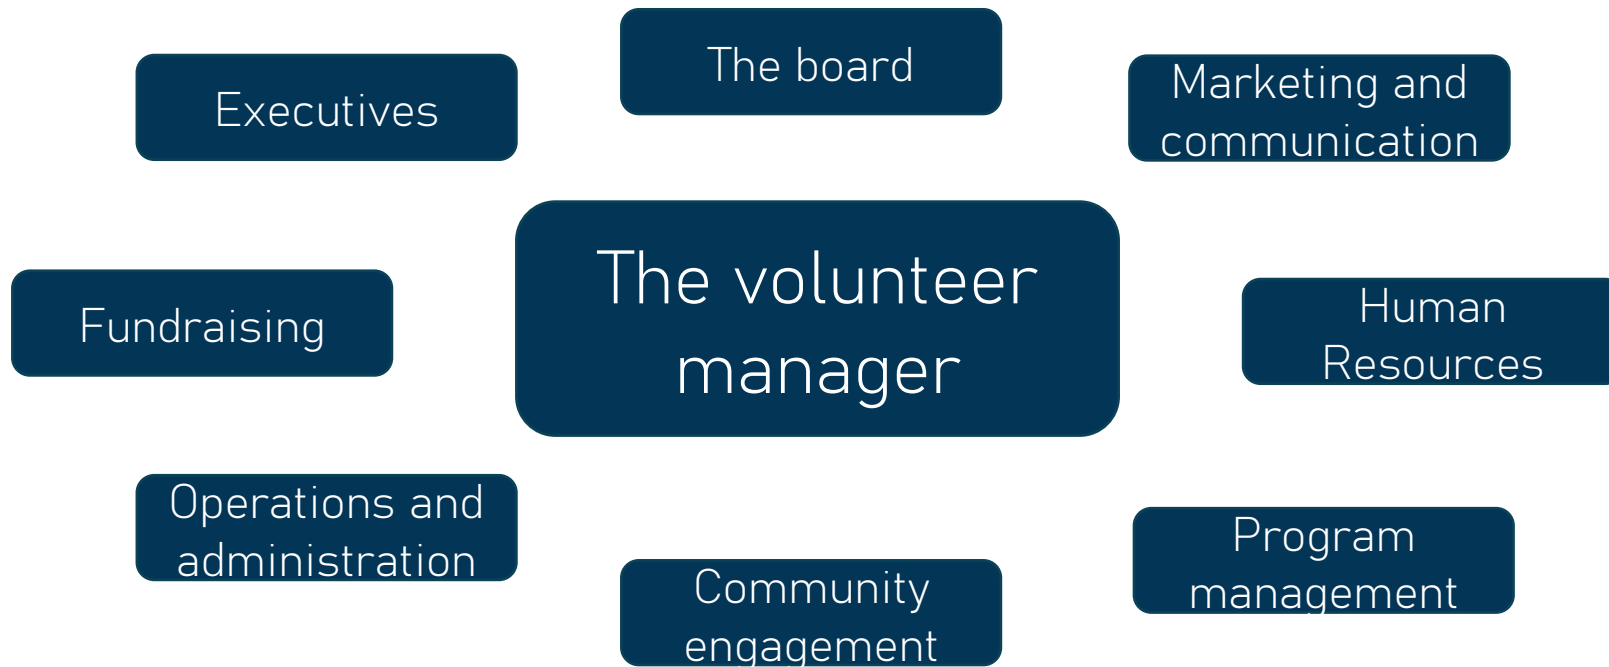 The board
Executives
Marketing and
communication
The volunteer
manager
Fundraising
Human
Resources
Operations and
administration
Program
management
Community
engagement